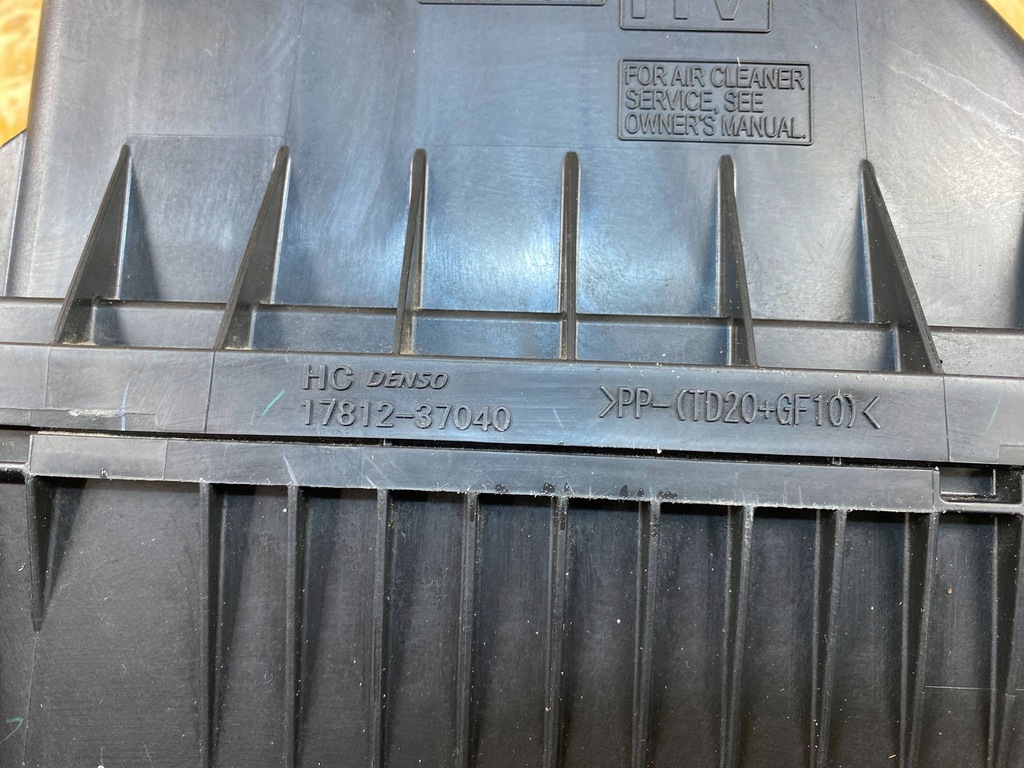 FOR AIR CLEANER
SERVICE, SEE
OWNER'S MANUAL.
HC DENSO
17812-37040
>PP-(TD20+GF10)<